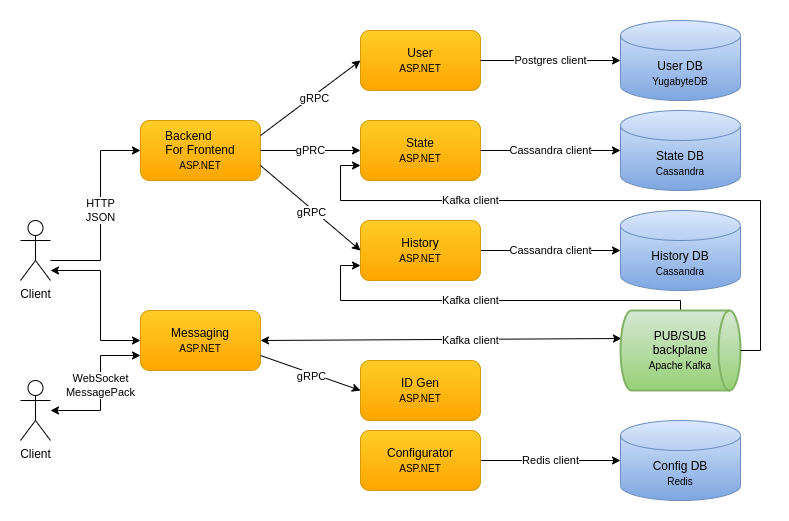 User
ASP.NET
Postgres client
User DB
YugabyteDB
gRPC
Backend
For Frontend
ASP.NET
gPRC
State
ASP.NET
Cassandra client
State DB
Cassandra
HTTP
JSON
Kafka client
gRPC
Client
History
ASP.NET
Cassandra client
History DB
Cassandra
Kafka client
Messaging
ASP.NET
Kafka client
PUB/SUB
backplane
Apache Kafka
WebSocket
MessagePack
gRPC
ID Gen
ASP.NET
Client
Configurator
ASP.NET
Redis client
Config DB
Redis